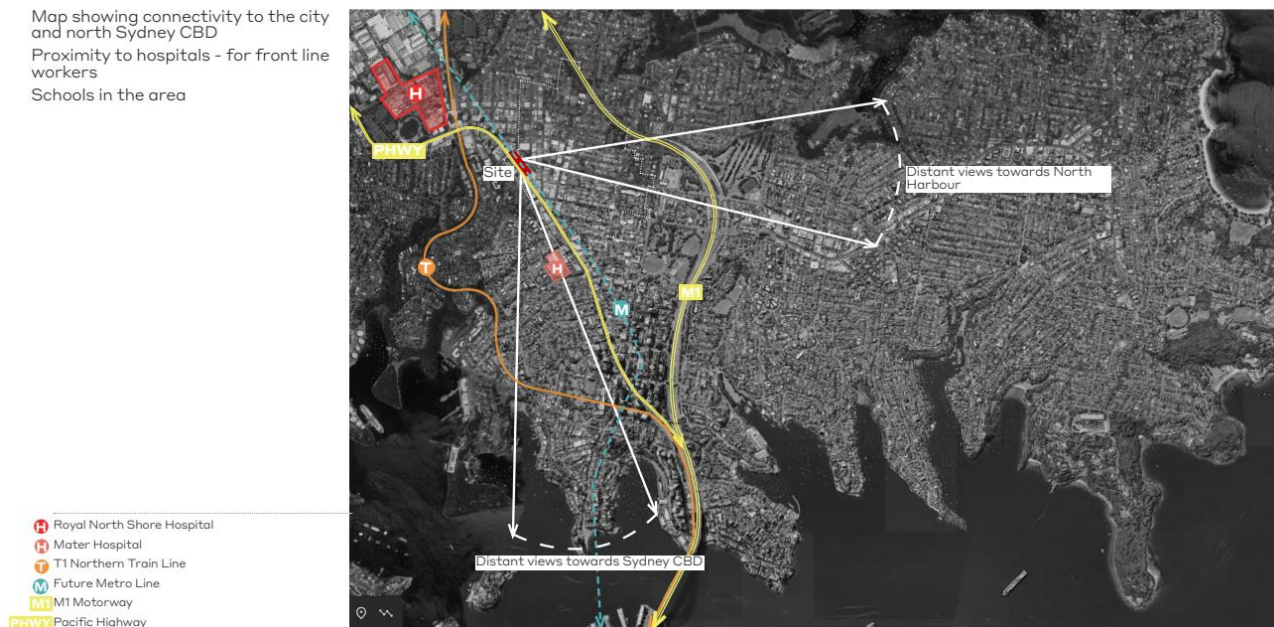 Map showing connectivity to the city
and north Sydney CBD
Proximity to hospitals - for front line
workers
Schools in the area
H
PHWY
Site
Distant views towards North
Harbour
H
T
M1
M
Distant views towards Sydney CBD
H Royal North Shore Hospital
H Mater Hospital
T T1 Northern Train Line
M Future Metro Line
M1 M1 Motorway
PHWY Pacific Highway